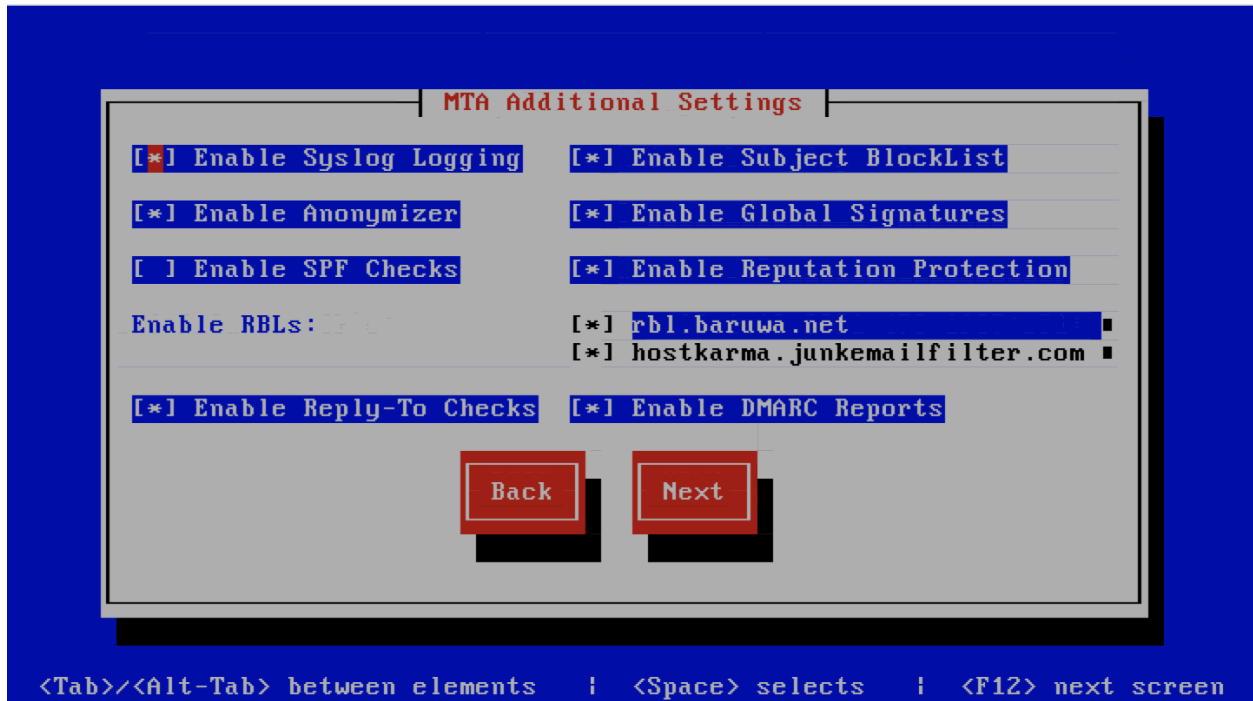 MTA Additional Settings
[*] Enable Syslog Logging [*] Enable Subject BlockList
[*] Enable Anonymizer [*] Enable Global Signatures
[ ] Enable SPF Checks [*] Enable Reputation Protection
Enable RBLs: [*] rbl.baruwa.net
[*] hostkarma.junkemailfilter.com
[*] Enable Reply-To Checks [*] Enable DMARC Reports
Back Next
<Tab>/<Alt-Tab> between elements | <Space> selects | <F12> next screen